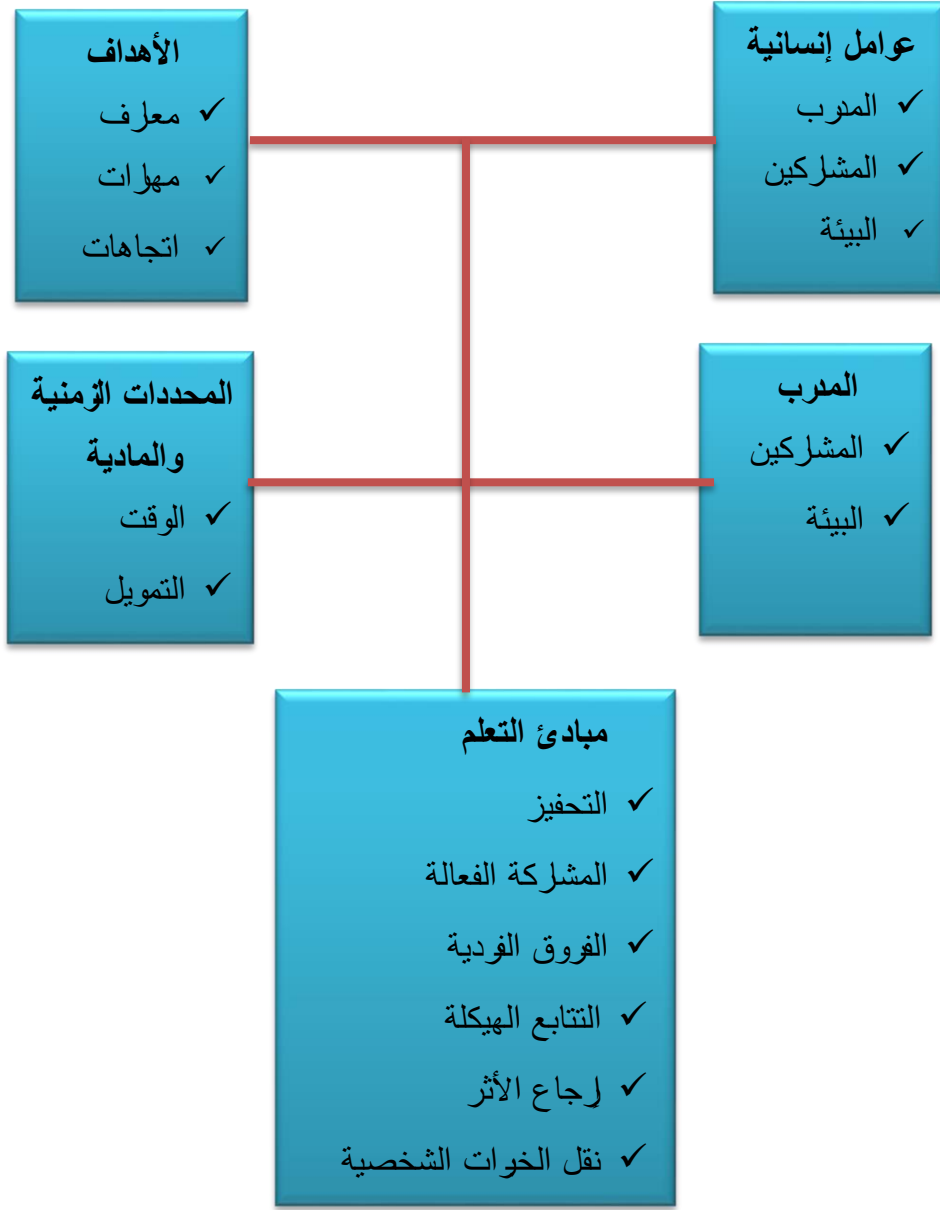 عوامل إنسانية
✓ المدرب
✓ المشاركين
✓ البيئة
الأهداف
✓ معارف
✓ مهارات
✓ اتجاهات
المدرب
✓ المشاركين
✓ البيئة
المحددات الزمنية
والمادية
✓ الوقت
✓ التمويل
مبادئ التعلم
✓ التحفيز
✓ المشاركة الفعالة
✓ الفروق الفردية
✓ التتابع الهيكلة
✓ إرجاع الأثر
✓ نقل الخبرات الشخصية